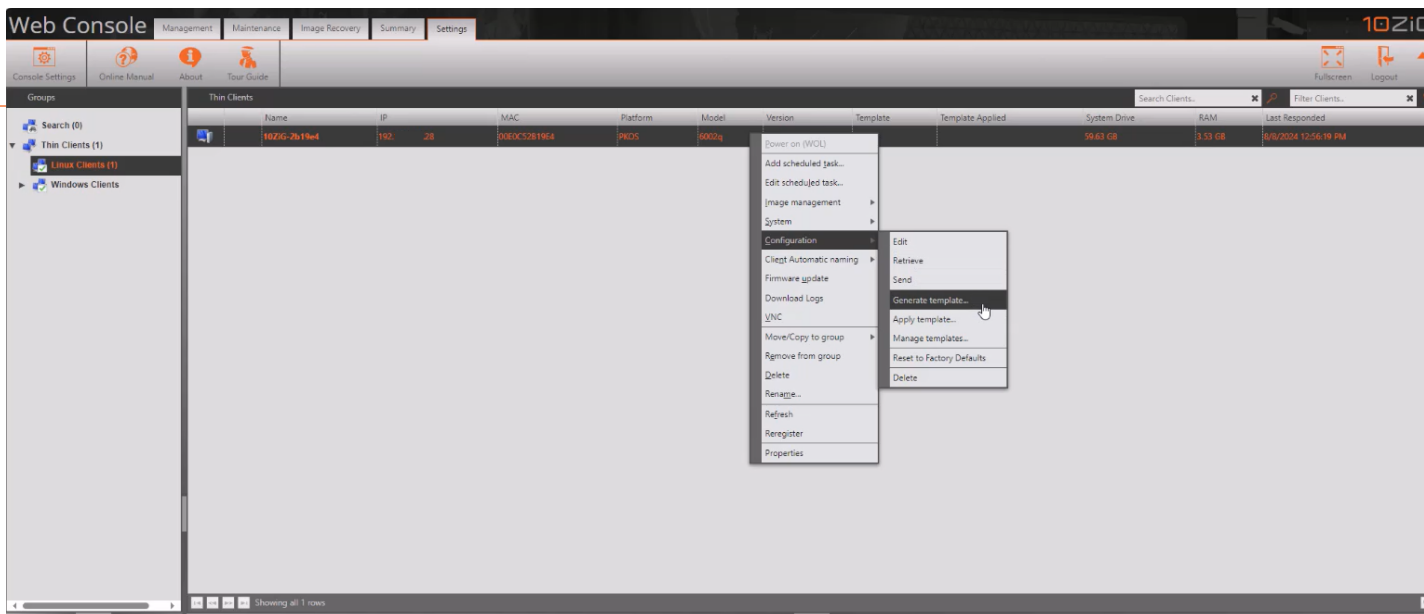 Web Console Management Maintenance Image Recovery Summary Settings 10ZiG
Console Settings Online Manual About Tour Guide Fullscreen Logout
Groups Thin Clients Search Clients.. Filter Clients..
Name IP MAC Platform Model Version Template Template Applied System Drive RAM Last Responded
Search (0)
10ZiG-2b19e4 192. .28 00E0C52B19E4 PKOS 6002q 59.63 GB 3.53 GB 8/8/2024 12:56:19 PM
Thin Clients (1)
Linux Clients (1)
Windows Clients
Power on (WOL)
Add scheduled task...
Edit scheduled task...
Image management
System
Configuration
Client Automatic naming
Firmware update
Download Logs
VNC
Move/Copy to group
Remove from group
Delete
Rename...
Refresh
Reregister
Properties
Edit
Retrieve
Send
Generate template...
Apply template...
Manage templates...
Reset to Factory Defaults
Delete
Showing all 1 rows